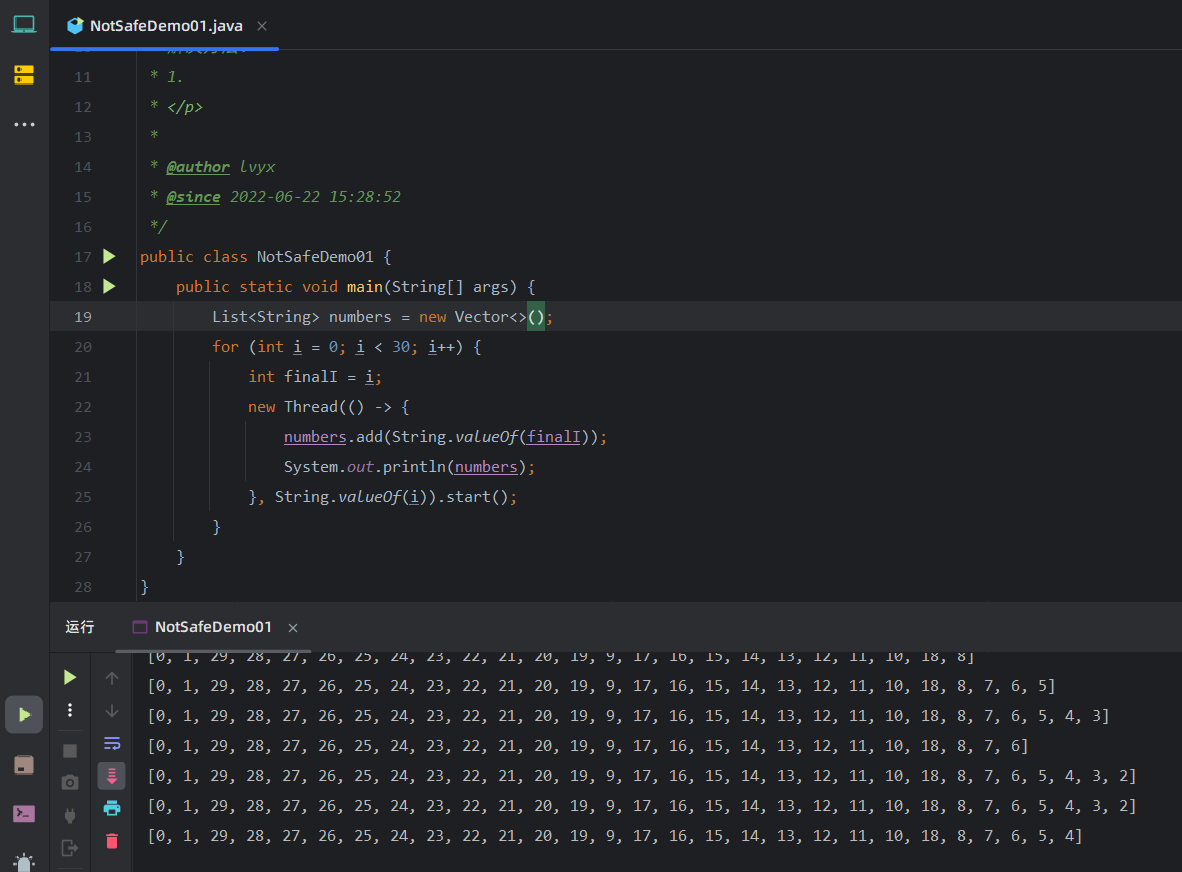 NotSafeDemo01.java
11 * 1.
12 * </p>
13 *
14 * @author lvyx
15 * @since 2022-06-22 15:28:52
16 */
17 public class NotSafeDemo01 {
18 public static void main(String[] args) {
19 List<String> numbers = new Vector<>();
20 for (int i = 0; i < 30; i++) {
21 int finalI = i;
22 new Thread(() -> {
23 numbers.add(String.valueOf(finalI));
24 System.out.println(numbers);
25 }, String.valueOf(i)).start();
26 }
27 }
28 }
运行 NotSafeDemo01
[0, 1, 29, 28, 27, 26, 25, 24, 23, 22, 21, 20, 19, 9, 17, 16, 15, 14, 13, 12, 11, 10, 18, 8]
[0, 1, 29, 28, 27, 26, 25, 24, 23, 22, 21, 20, 19, 9, 17, 16, 15, 14, 13, 12, 11, 10, 18, 8, 7, 6, 5]
[0, 1, 29, 28, 27, 26, 25, 24, 23, 22, 21, 20, 19, 9, 17, 16, 15, 14, 13, 12, 11, 10, 18, 8, 7, 6, 5, 4, 3]
[0, 1, 29, 28, 27, 26, 25, 24, 23, 22, 21, 20, 19, 9, 17, 16, 15, 14, 13, 12, 11, 10, 18, 8, 7, 6]
[0, 1, 29, 28, 27, 26, 25, 24, 23, 22, 21, 20, 19, 9, 17, 16, 15, 14, 13, 12, 11, 10, 18, 8, 7, 6, 5, 4, 3, 2]
[0, 1, 29, 28, 27, 26, 25, 24, 23, 22, 21, 20, 19, 9, 17, 16, 15, 14, 13, 12, 11, 10, 18, 8, 7, 6, 5, 4, 3, 2]
[0, 1, 29, 28, 27, 26, 25, 24, 23, 22, 21, 20, 19, 9, 17, 16, 15, 14, 13, 12, 11, 10, 18, 8, 7, 6, 5, 4]